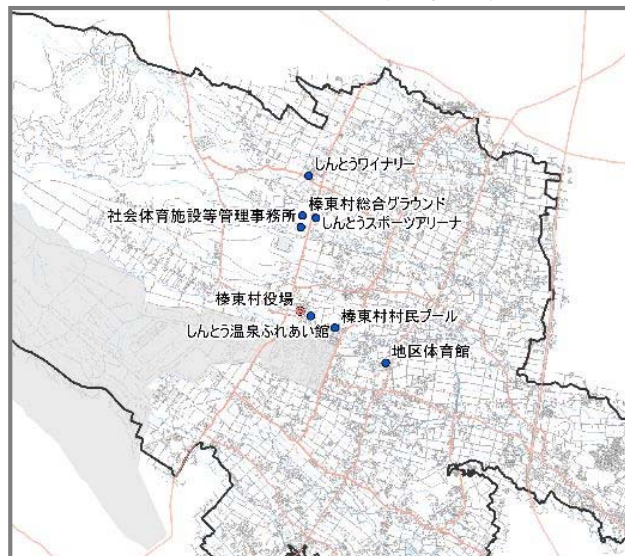 しんとうワイナリー
榛東村総合グラウンド
社会体育施設等管理事務所
しんとうスポーツアリーナ
榛東村役場
榛東村村民プール
しんとう温泉ふれあい館
地区体育館